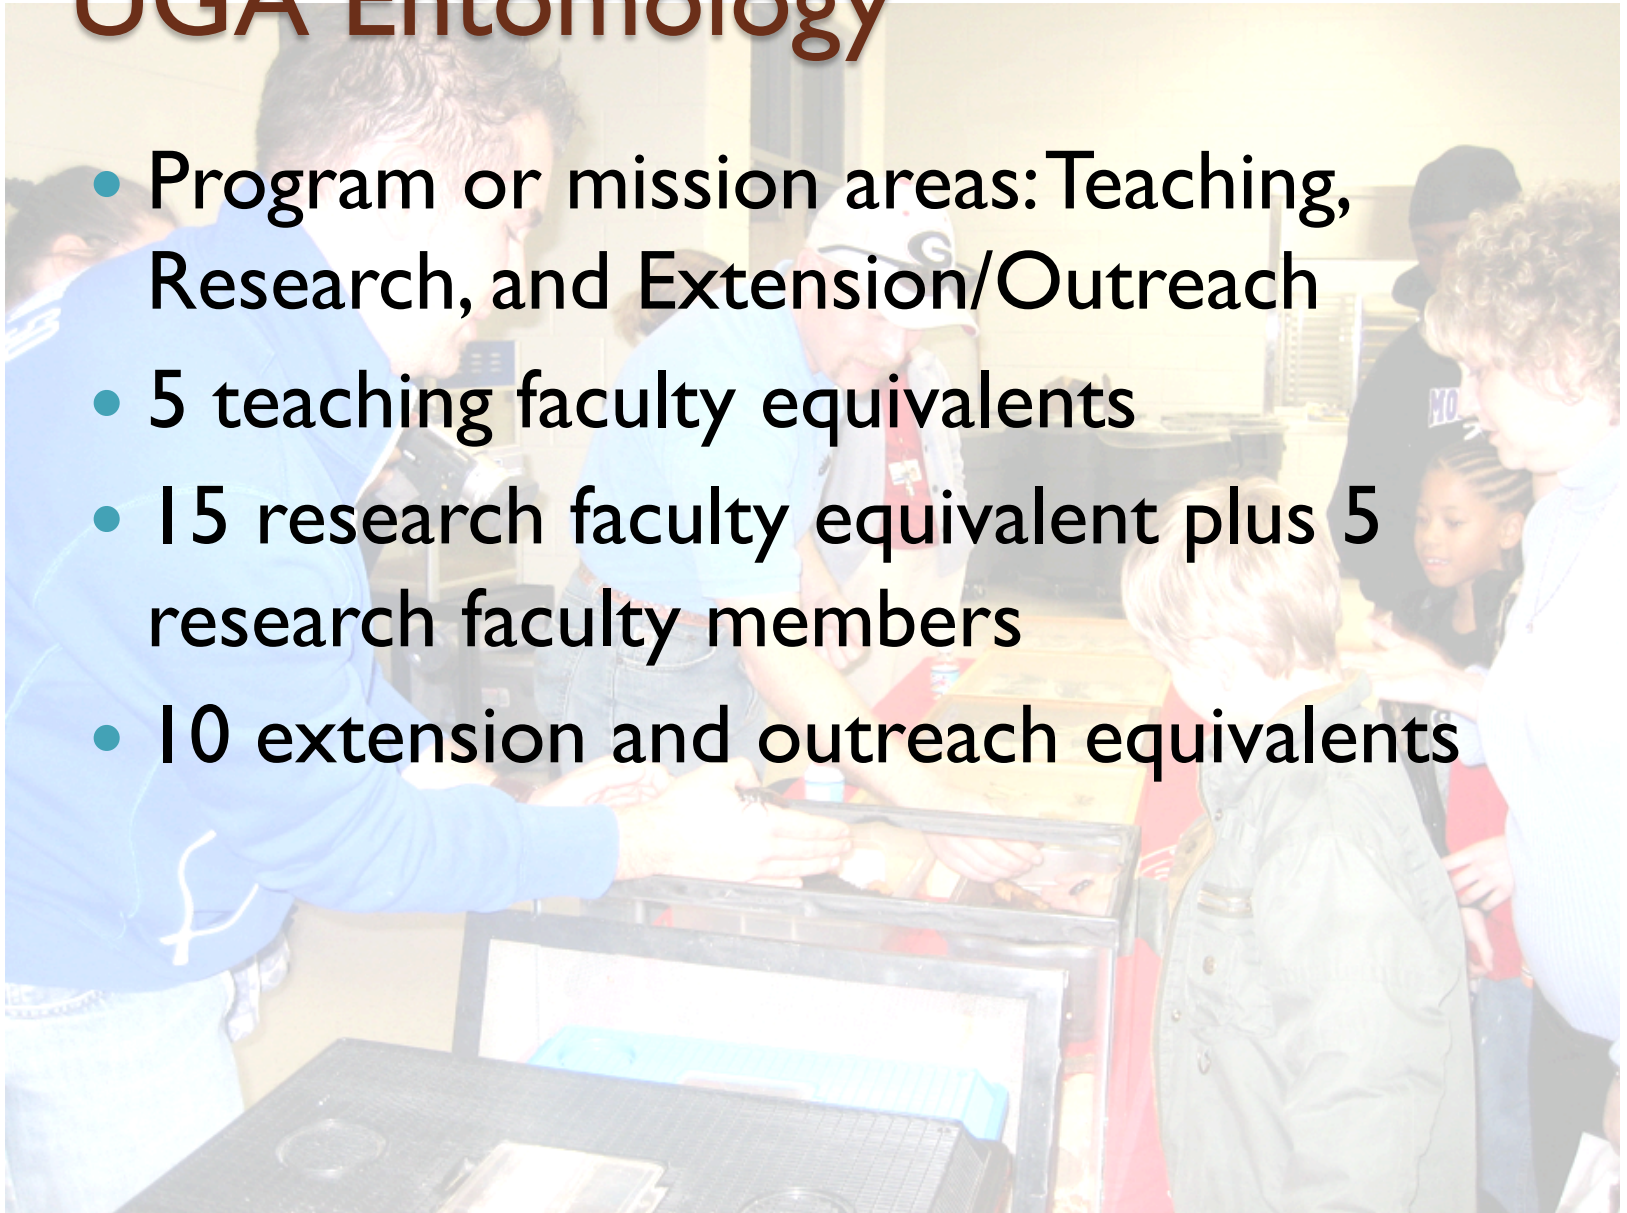 UGA Entomology
• Program or mission areas: Teaching,
Research, and Extension/Outreach
• 5 teaching faculty equivalents
• 15 research faculty equivalent plus 5
research faculty members
• 10 extension and outreach equivalents
G